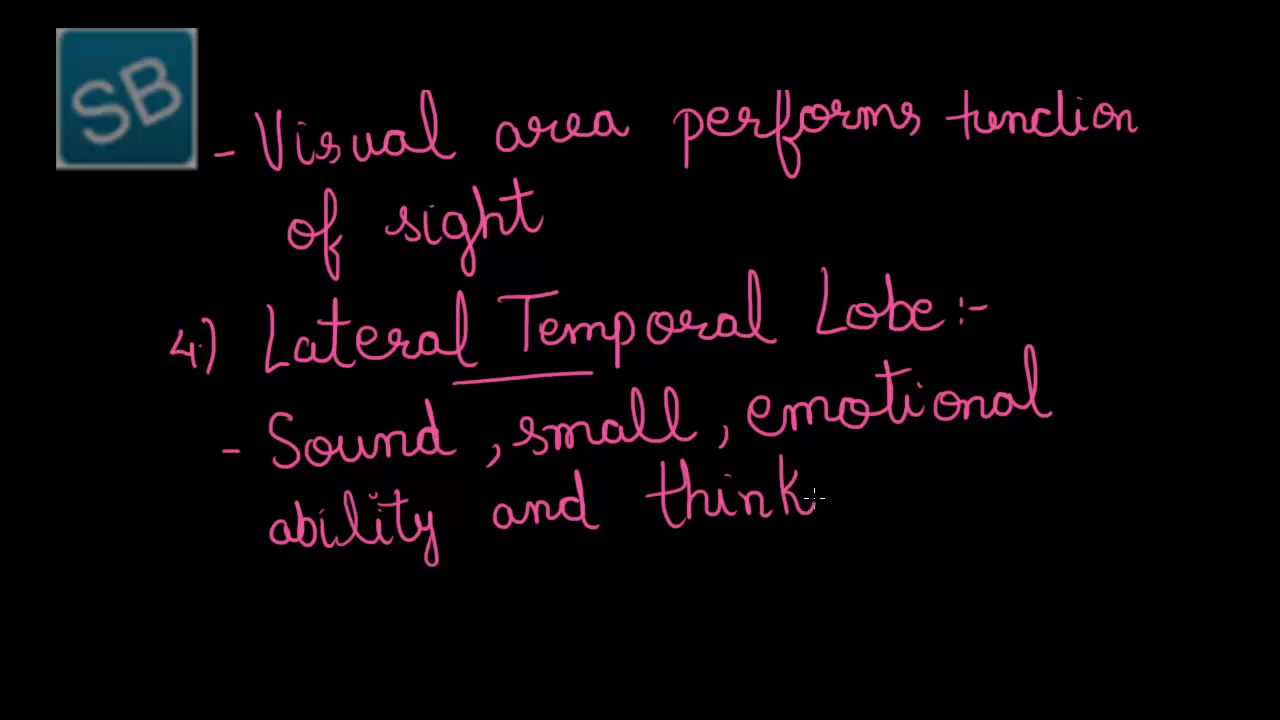 SB
- Visual area performs function
of sight
4.) Lateral Temporal Lobe :-
- Sound , small , emotional
ability and think